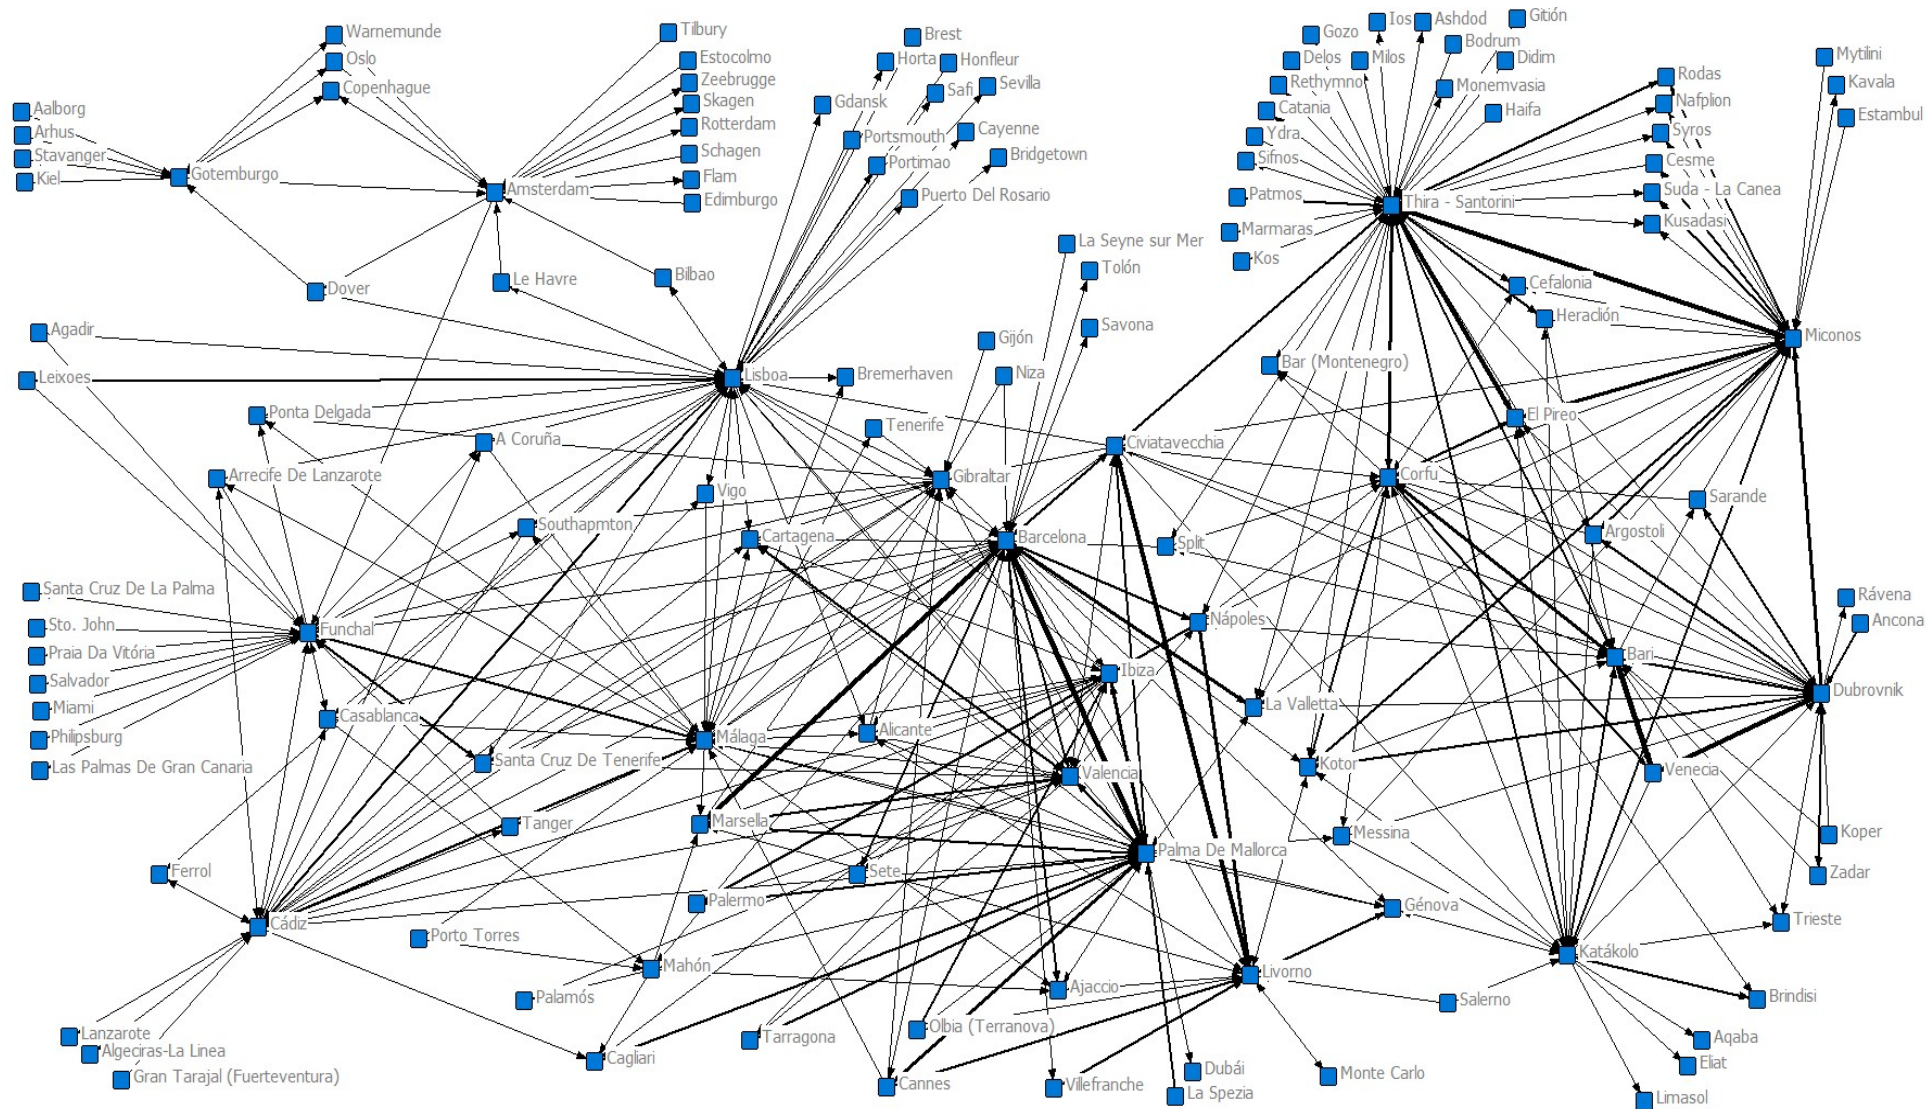 Warnemunde
Oslo
Copenhague
Aalborg
Arhus
Stavanger
Kiel
Gotemburgo
Tilbury
Estocolmo
Zeebrugge
Skagen
Rotterdam
Schagen
Flam
Edimburgo
Amsterdam
Brest
Horta
Honfleur
Safi
Sevilla
Gdansk
Cayenne
Portsmouth
Bridgetown
Portimao
Puerto Del Rosario
Gozo
Ios
Ashdod
Gitión
Bodrum
Delos
Milos
Didim
Rethymno
Monemvasia
Catania
Haifa
Ydra
Sifnos
Patmos
Thira - Santorini
Marmaras
Kos
Rodas
Nafplion
Syros
Cesme
Suda - La Canea
Kusadasi
Mytilini
Kavala
Estambul
Dover
Le Havre
Bilbao
La Seyne sur Mer
Tolón
Savona
Cefalonia
Heraclión
Miconos
Agadir
Leixoes
Gijón
Niza
Lisboa
Bremerhaven
Bar (Montenegro)
El Pireo
Ponta Delgada
A Coruña
Tenerife
Civiatavecchia
Arrecife De Lanzarote
Vigo
Gibraltar
Corfu
Sarande
Southapmton
Cartagena
Barcelona
Split
Argostoli
Santa Cruz De La Palma
Sto. John
Praia Da Vitória
Salvador
Miami
Philipsburg
Las Palmas De Gran Canaria
Funchal
Nápoles
Rávena
Ancona
Bari
Ibiza
Dubrovnik
La Valletta
Casablanca
Málaga
Alicante
Santa Cruz De Tenerife
Valencia
Kotor
Venecia
Tanger
Marsella
Messina
Koper
Palma De Mallorca
Ferrol
Sete
Zadar
Palermo
Génova
Trieste
Cádiz
Porto Torres
Katákolo
Mahón
Livorno
Palamós
Ajaccio
Salerno
Brindisi
Lanzarote
Algeciras-La Linea
Gran Tarajal (Fuerteventura)
Tarragona
Olbia (Terranova)
Aqaba
Cagliari
Eliat
Cannes
Villefranche
Dubái
La Spezia
Monte Carlo
Limasol